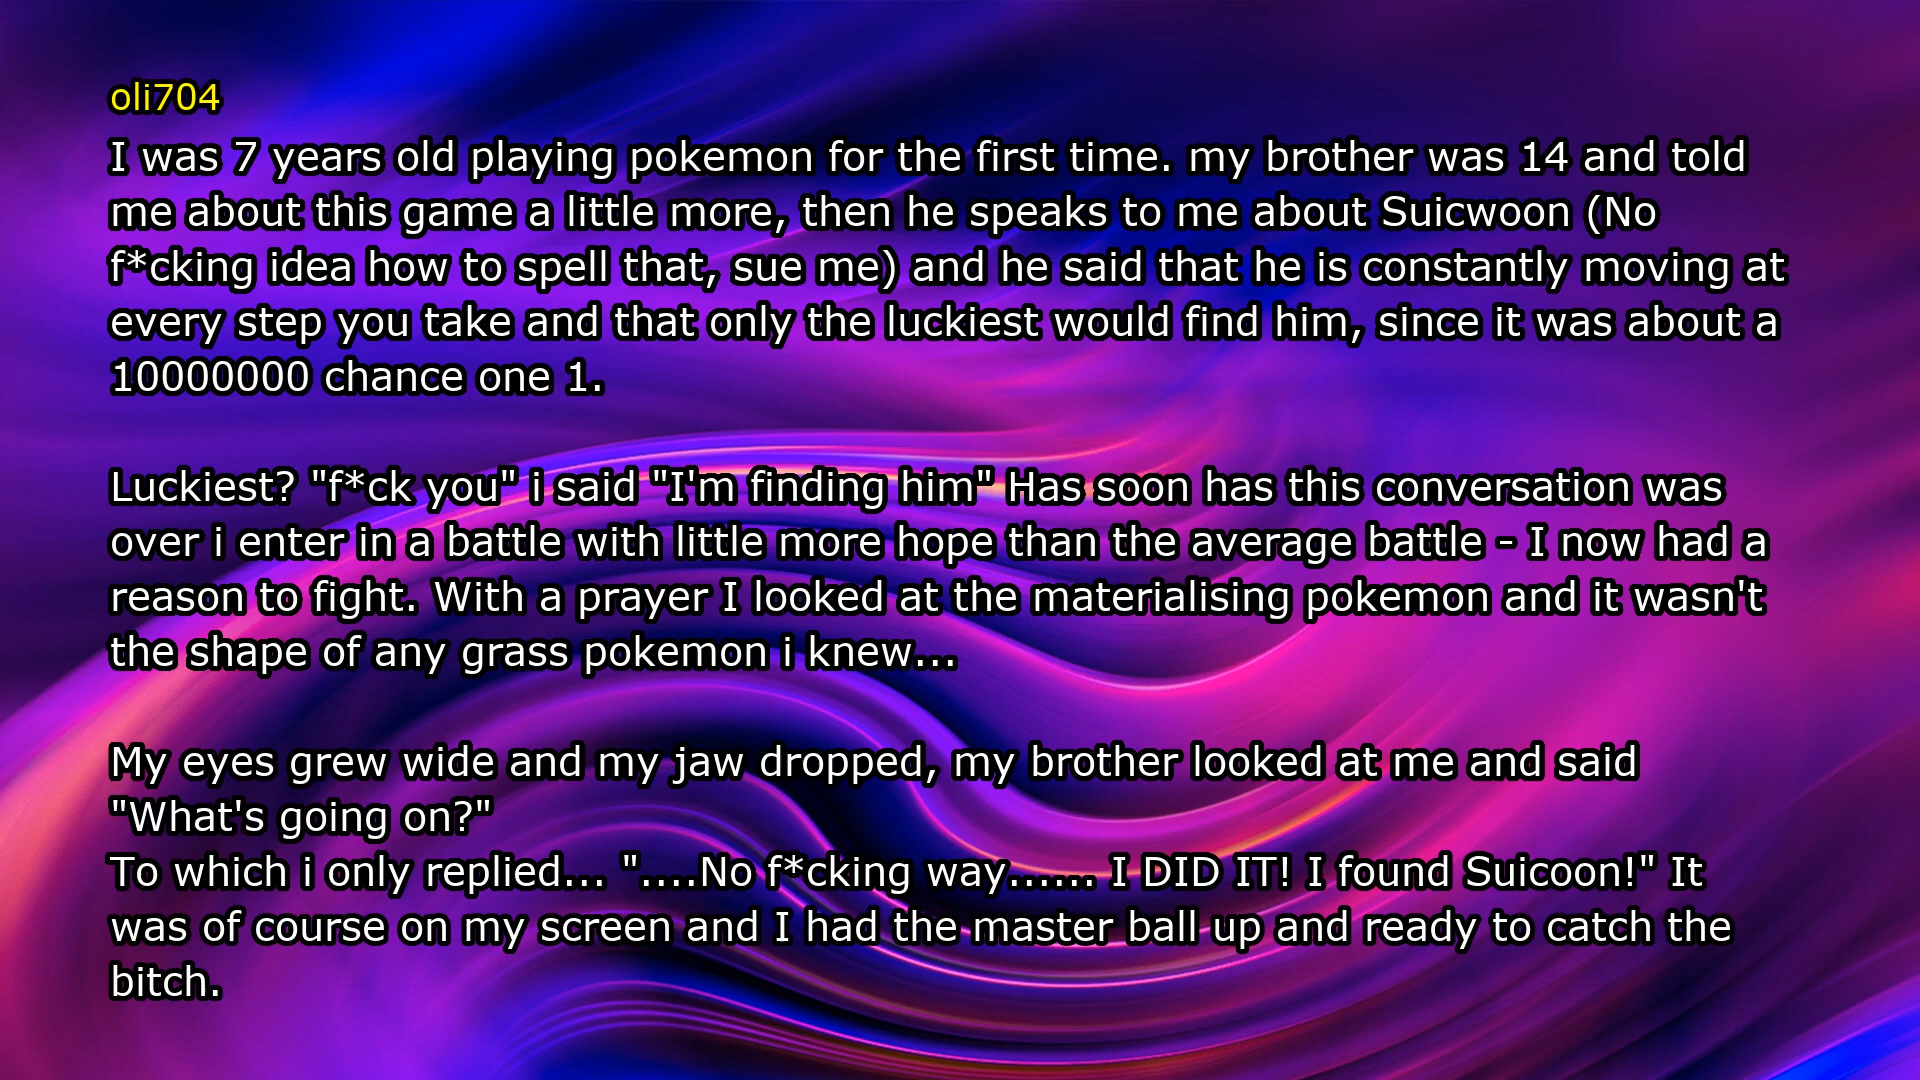 oli704
I was 7 years old playing pokemon for the first time. my brother was 14 and told
me about this game a little more, then he speaks to me about Suicwoon (No
f*cking idea how to spell that, sue me) and he said that he is constantly moving at
every step you take and that only the luckiest would find him, since it was about a
10000000 chance one 1.
Luckiest? "f*ck you" i said "I'm finding him" Has soon has this conversation was
over i enter in a battle with little more hope than the average battle - I now had a
reason to fight. With a prayer I looked at the materialising pokemon and it wasn't
the shape of any grass pokemon i knew...
My eyes grew wide and my jaw dropped, my brother looked at me and said
"What's going on?"
To which i only replied... "....No f*cking way...... I DID IT! I found Suicoon!" It
was of course on my screen and I had the master ball up and ready to catch the
bitch.